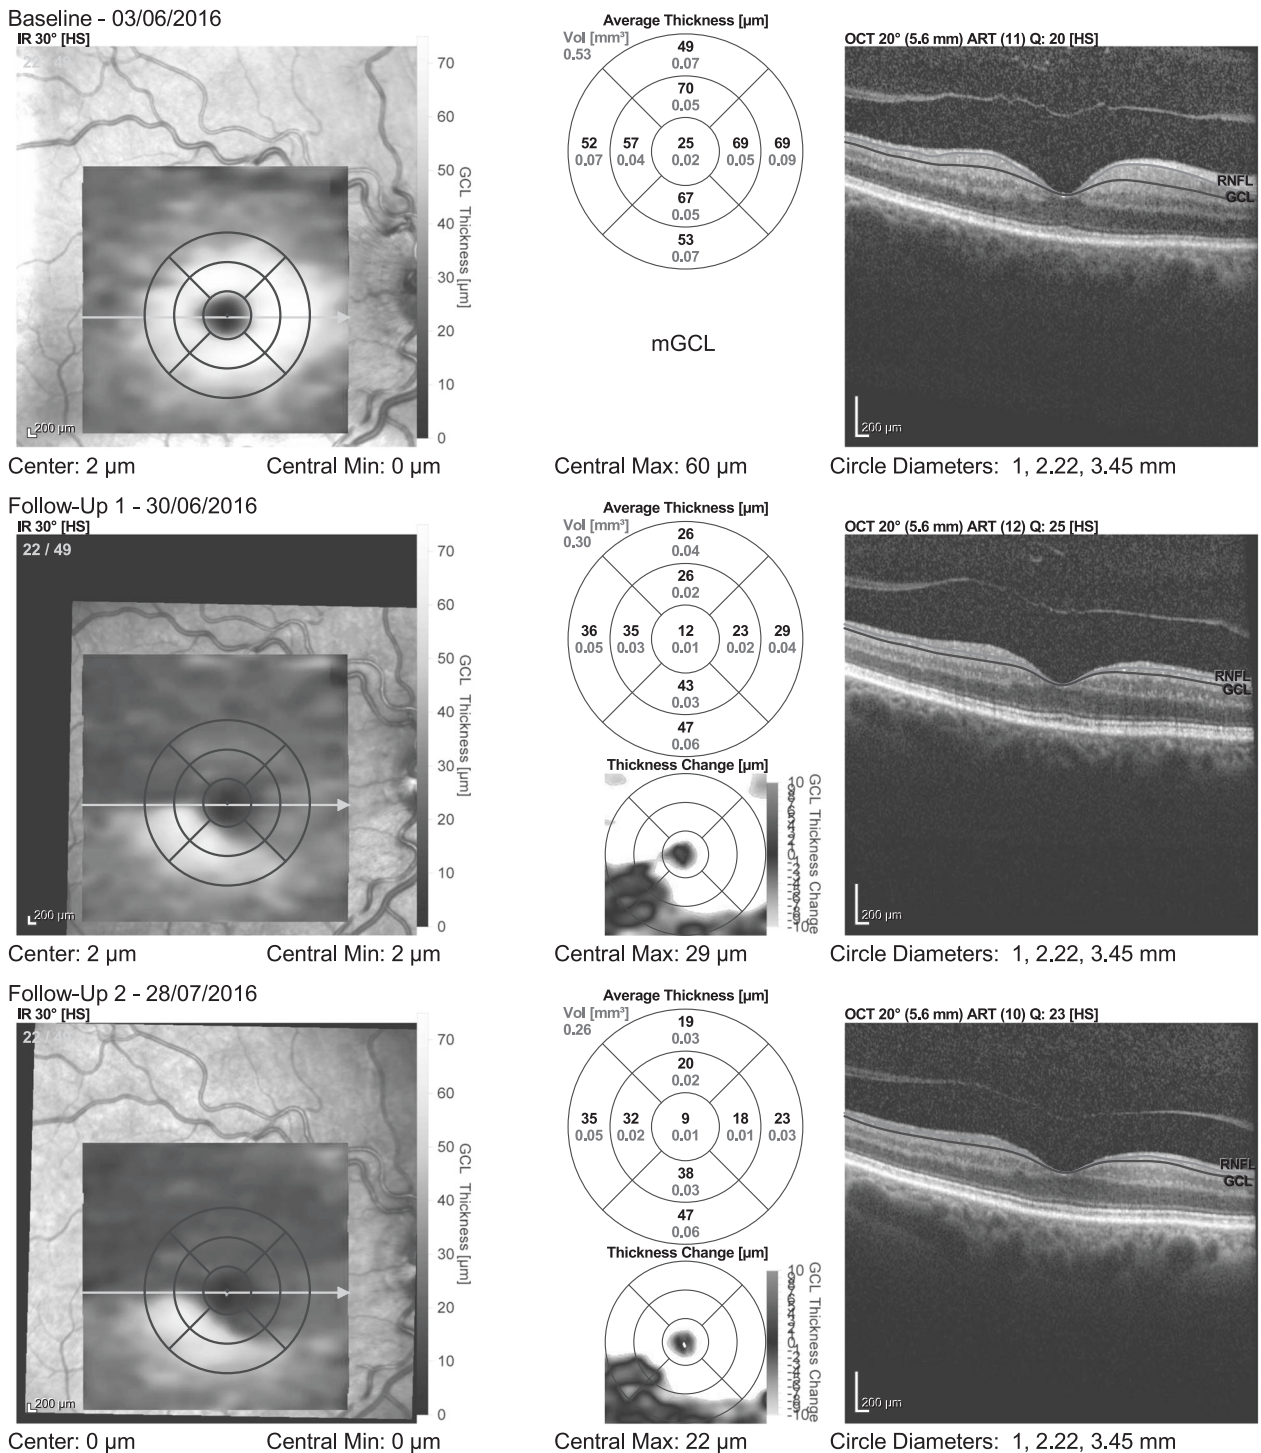 Baseline - 03/06/2016
IR 30° [HS]
70
60
50
40
30
20
10
0
GCL Thickness [µm]
200 µm
Average Thickness [µm]
Vol [mm³]
0.53
49
0.07
70
0.05
52 57 25 69 69
0.07 0.04 0.02 0.05 0.09
67
0.05
53
0.07
mGCL
OCT 20° (5.6 mm) ART (11) Q: 20 [HS]
RNFL
GCL
200 µm
Center: 2 µm Central Min: 0 µm Central Max: 60 µm Circle Diameters: 1, 2.22, 3.45 mm
Follow-Up 1 - 30/06/2016
IR 30° [HS]
22 / 49
70
60
50
40
30
20
10
0
GCL Thickness [µm]
200 µm
Average Thickness [µm]
Vol [mm³]
0.30
26
0.04
26
0.02
36 35 12 23 29
0.05 0.03 0.01 0.02 0.04
43
0.03
47
0.06
Thickness Change [µm]
10
0
-10
GCL Thickness Change
OCT 20° (5.6 mm) ART (12) Q: 25 [HS]
RNFL
GCL
200 µm
Center: 2 µm Central Min: 2 µm Central Max: 29 µm Circle Diameters: 1, 2.22, 3.45 mm
Follow-Up 2 - 28/07/2016
IR 30° [HS]
22
70
60
50
40
30
20
10
0
GCL Thickness [µm]
200 µm
Average Thickness [µm]
Vol [mm³]
0.26
19
0.03
20
0.02
35 32 9 18 23
0.05 0.02 0.01 0.01 0.03
38
0.03
47
0.06
Thickness Change [µm]
10
0
-10
GCL Thickness Change
OCT 20° (5.6 mm) ART (10) Q: 23 [HS]
RNFL
GCL
200 µm
Center: 0 µm Central Min: 0 µm Central Max: 22 µm Circle Diameters: 1, 2.22, 3.45 mm